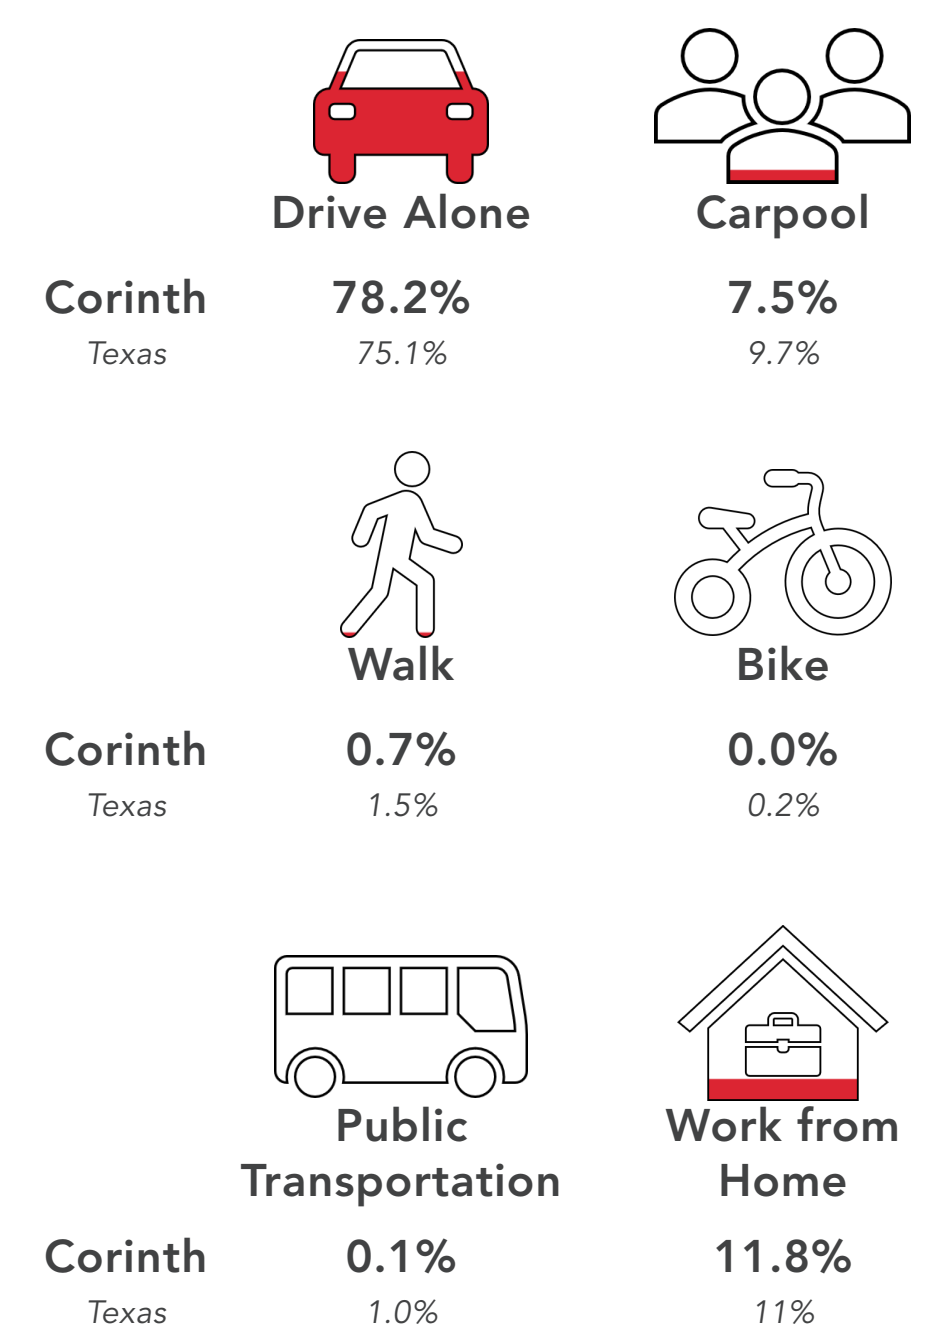 Drive Alone Carpool
Corinth 78.2% 7.5%
Texas 75.1% 9.7%
Walk Bike
Corinth 0.7% 0.0%
Texas 1.5% 0.2%
Public Work from
Transportation Home
Corinth 0.1% 11.8%
Texas 1.0% 11%